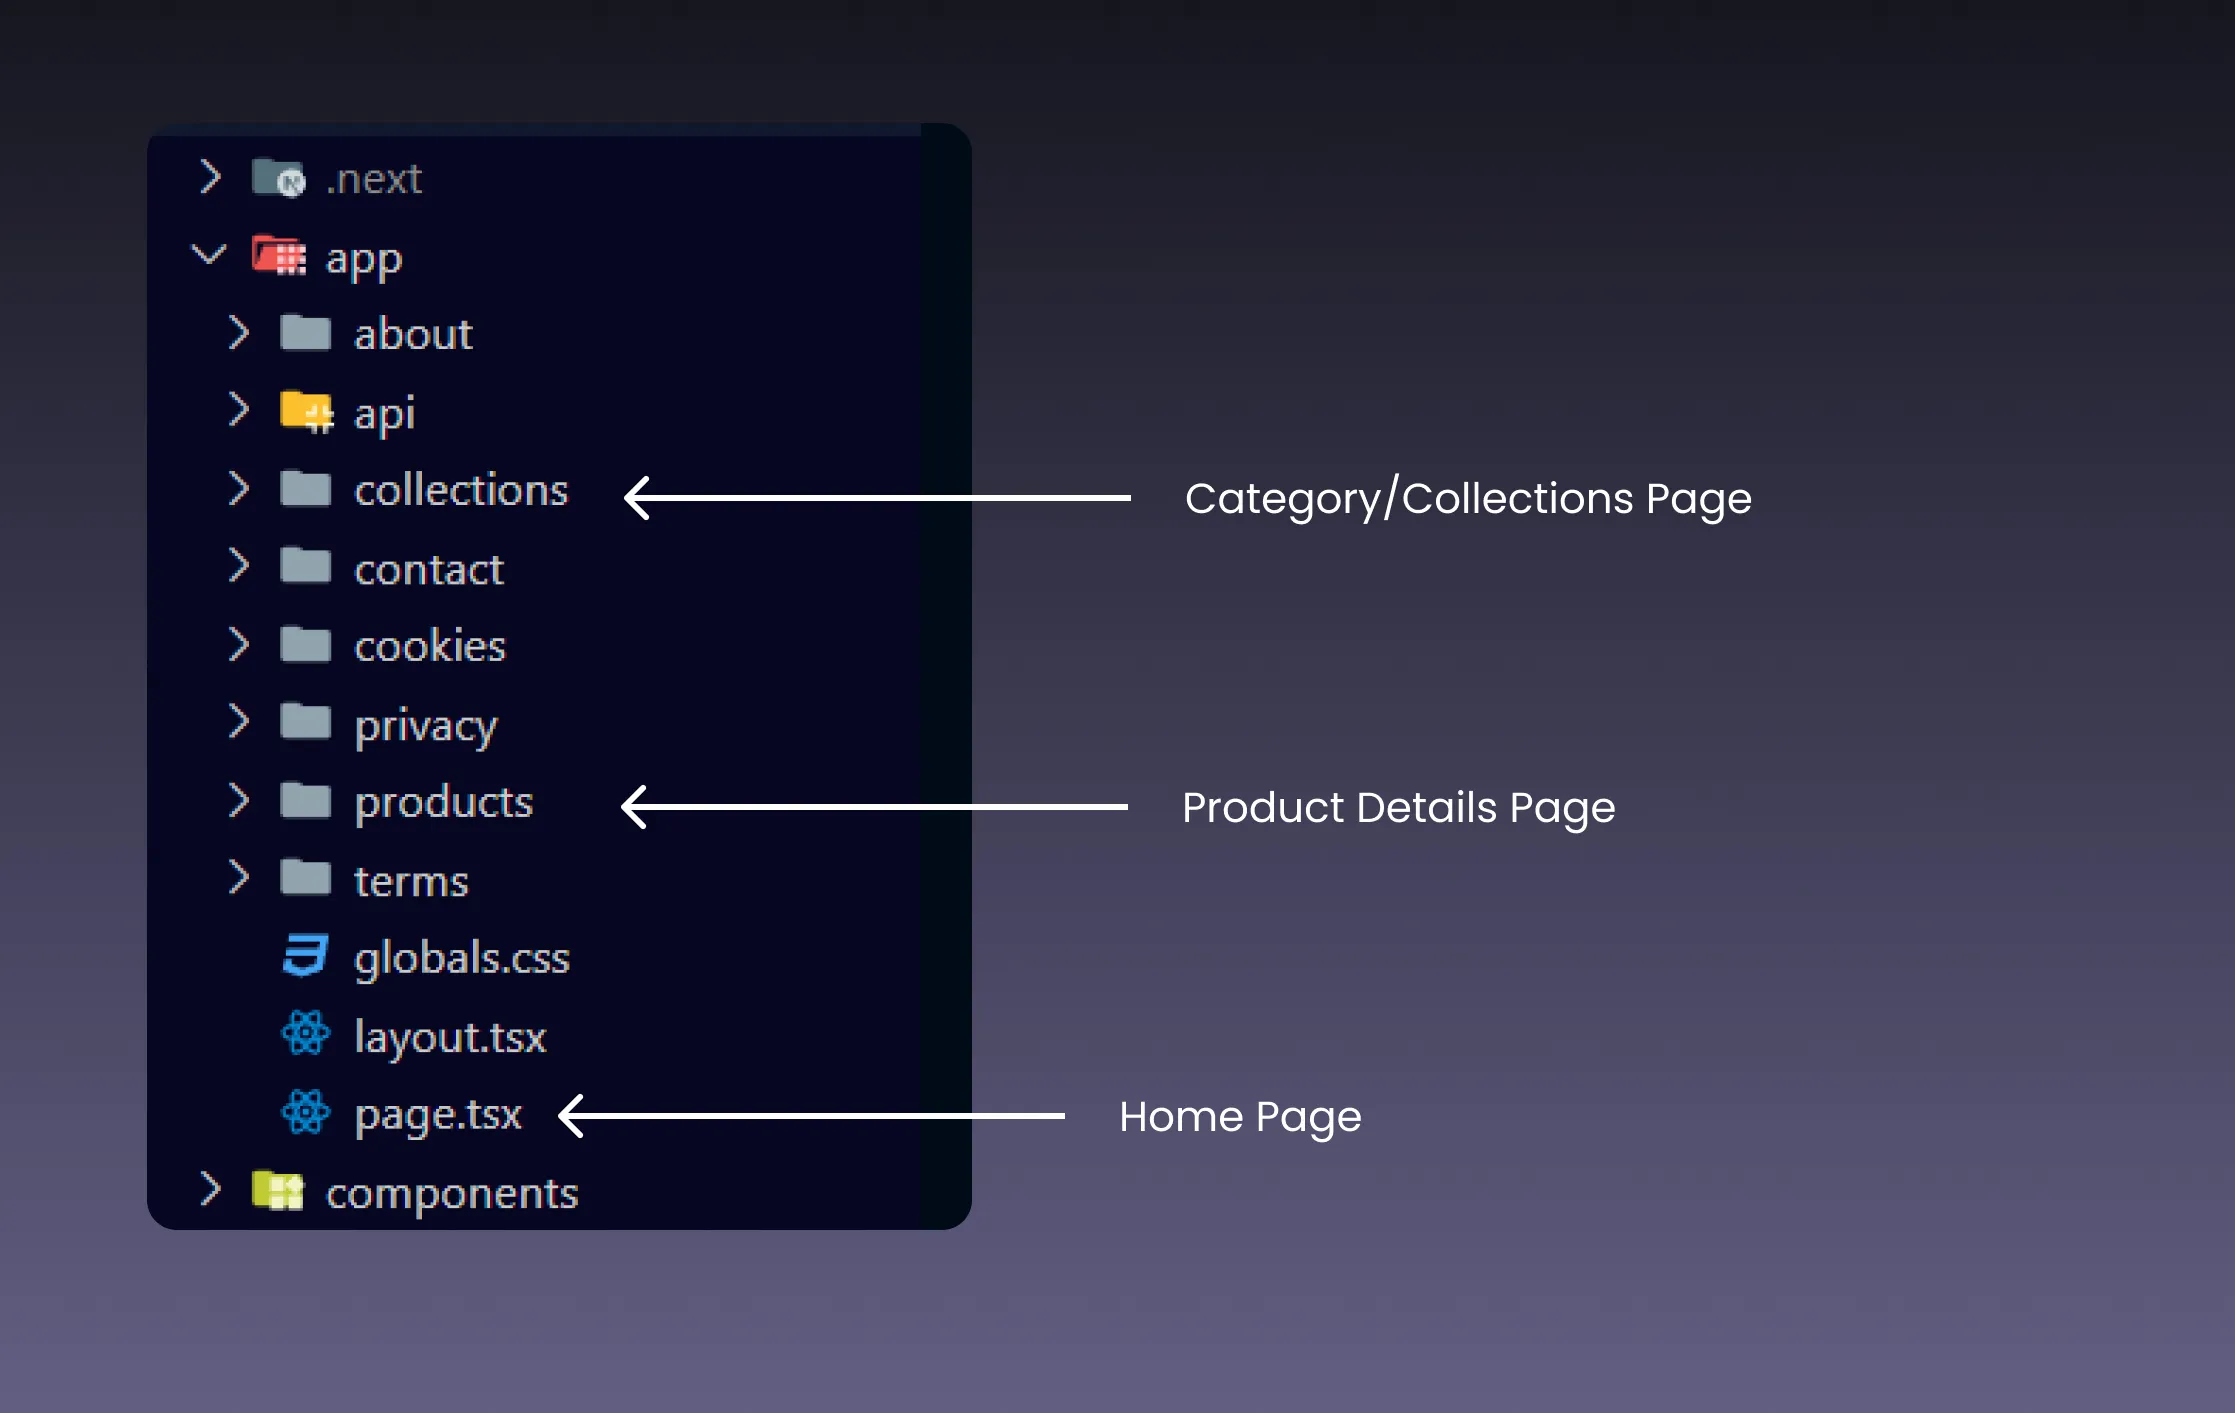 .next
app
about
api
collections
Category/Collections Page
contact
cookies
privacy
products
Product Details Page
terms
globals.css
layout.tsx
page.tsx
Home Page
components